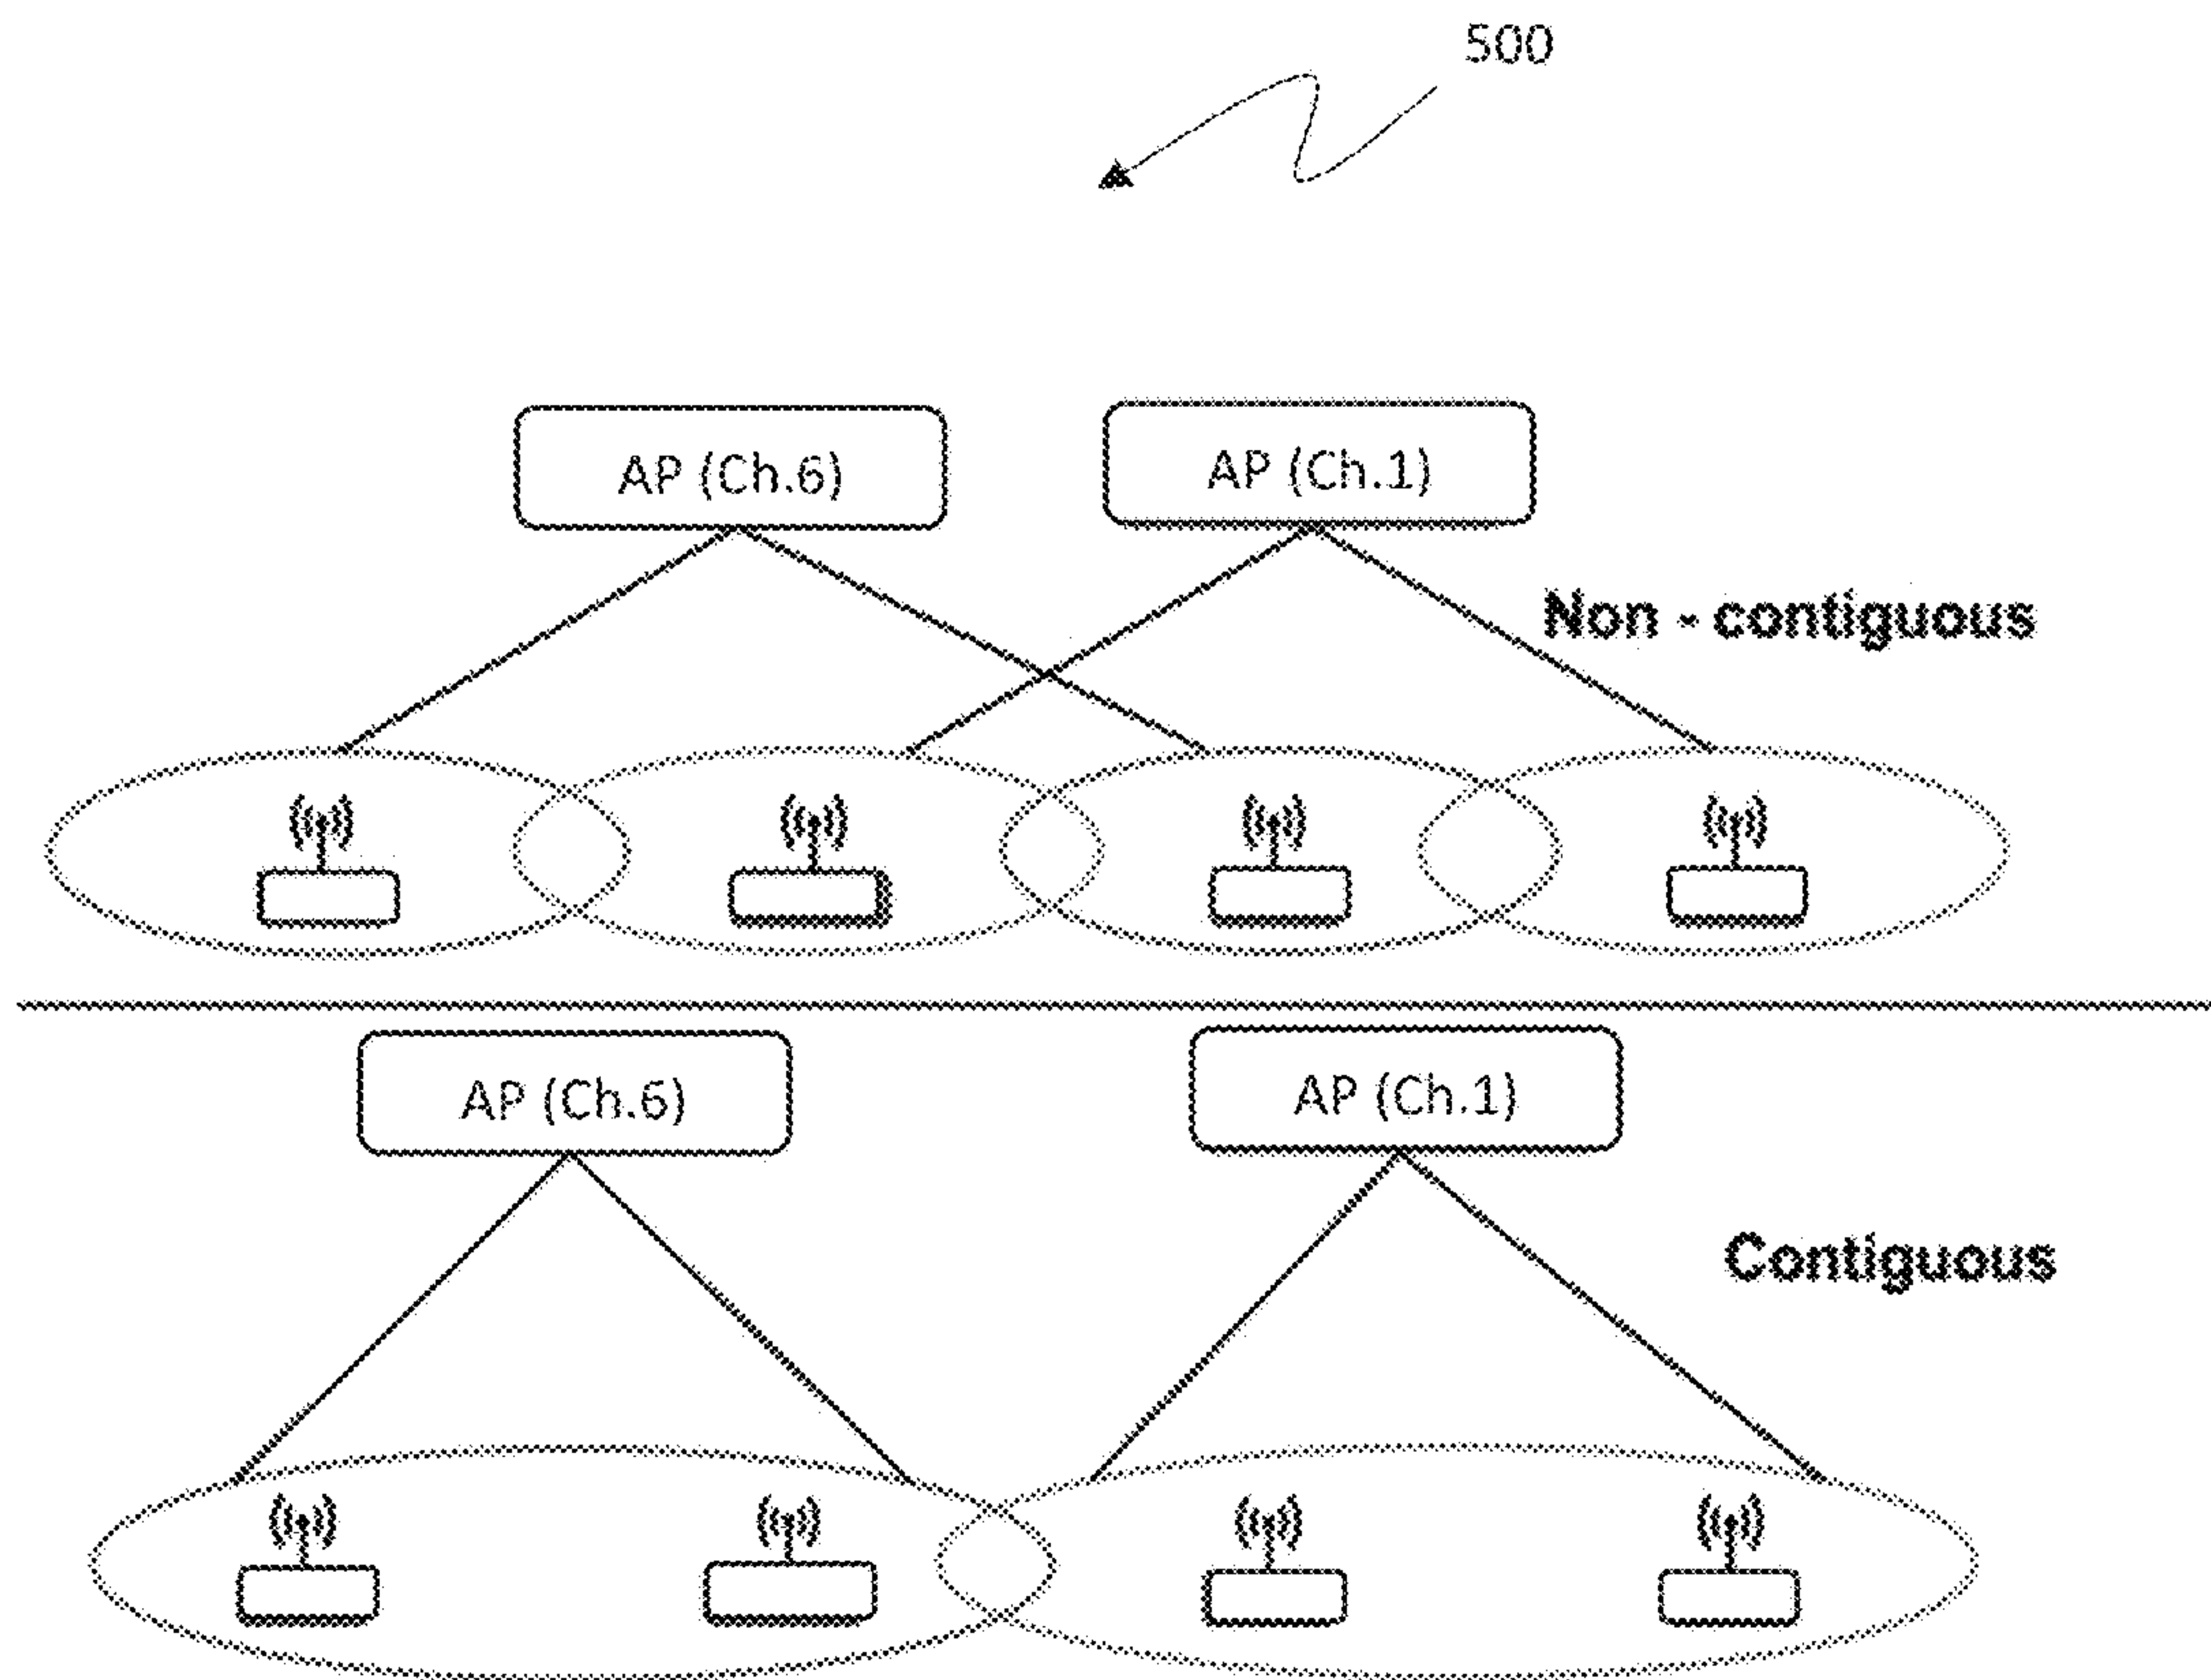 500
AP (Ch.6)
AP (Ch.1)
Non - contiguous
AP (Ch.6)
AP (Ch.1)
Contiguous